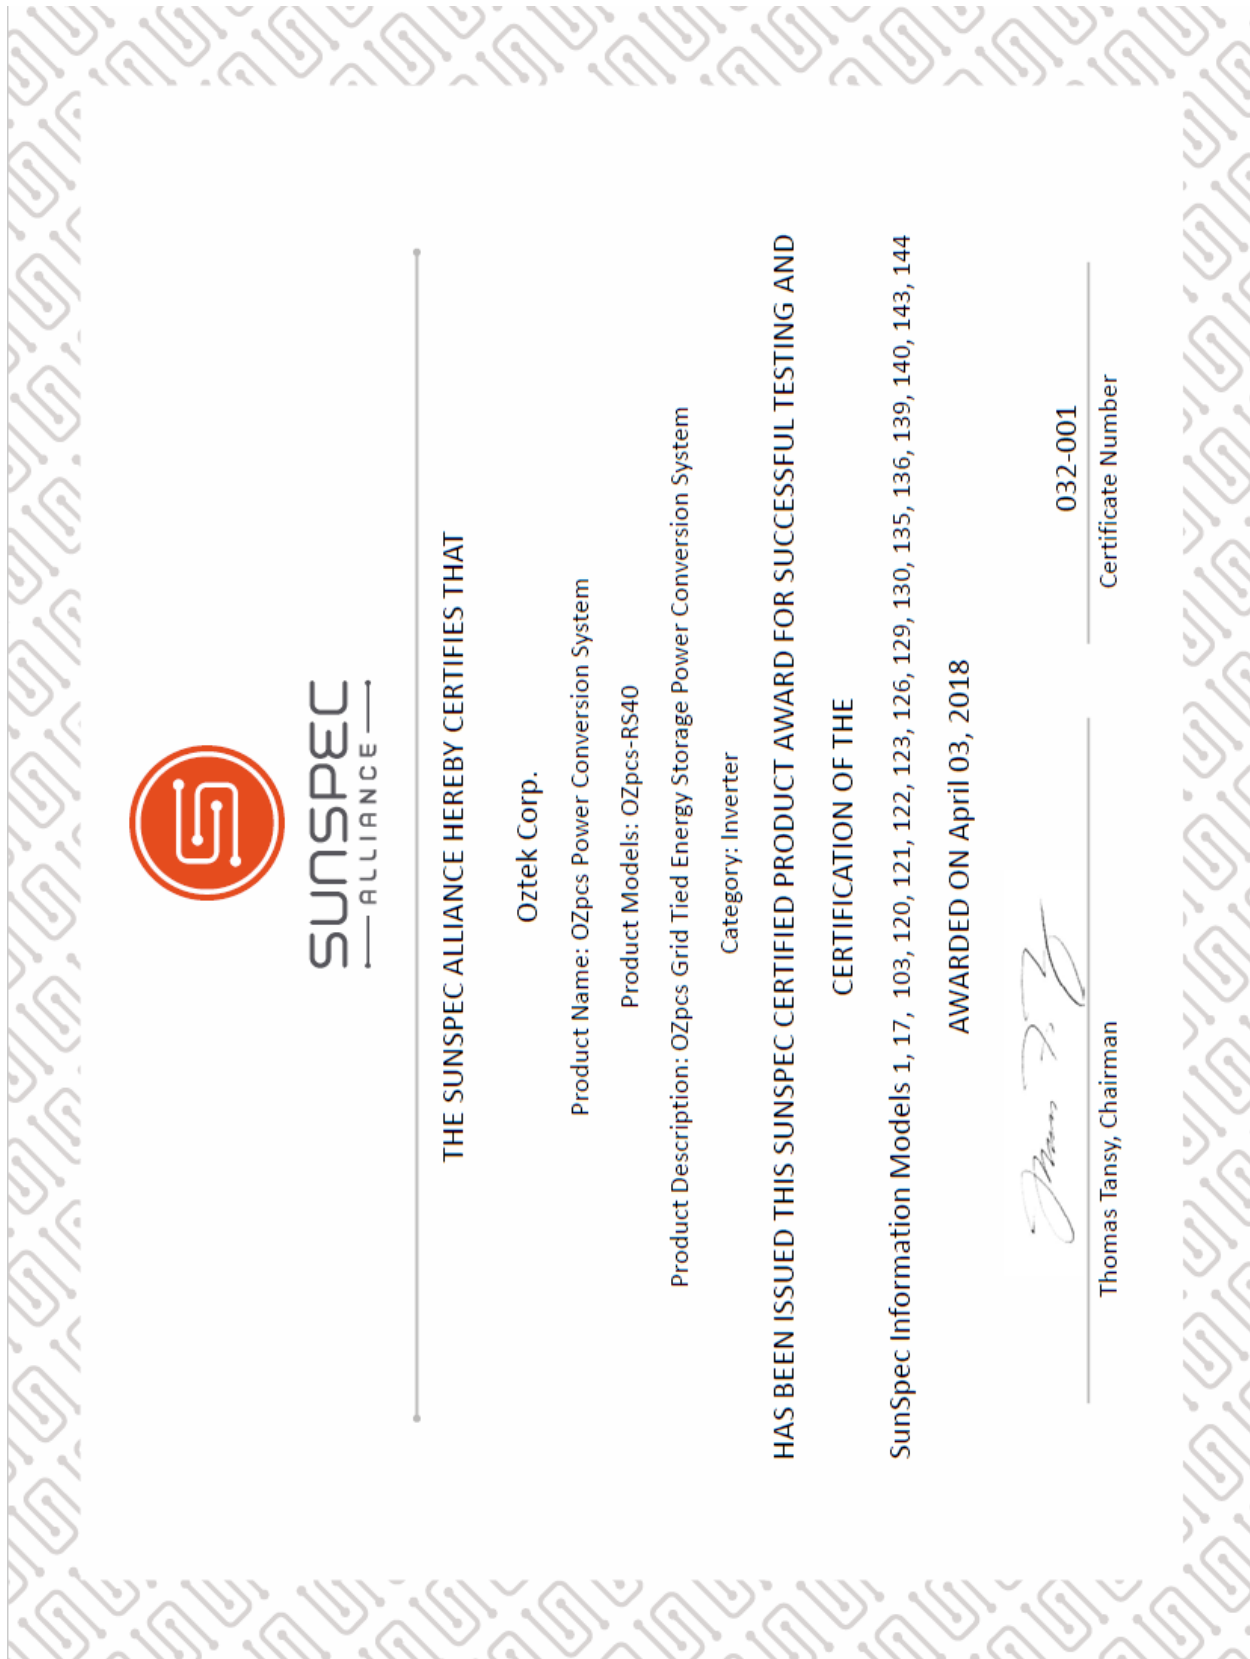 SUNSPEC
ALLIANCE
THE SUNSPEC ALLIANCE HEREBY CERTIFIES THAT
Oztek Corp.
Product Name: OZpcs Power Conversion System
Product Models: OZpcs-RS40
Product Description: OZpcs Grid Tied Energy Storage Power Conversion System
Category: Inverter
HAS BEEN ISSUED THIS SUNSPEC CERTIFIED PRODUCT AWARD FOR SUCCESSFUL TESTING AND
CERTIFICATION OF THE
SunSpec Information Models 1, 17, 103, 120, 121, 122, 123, 126, 129, 130, 135, 136, 139, 140, 143, 144
AWARDED ON April 03, 2018
032-001
Thomas Tansy, Chairman
Certificate Number